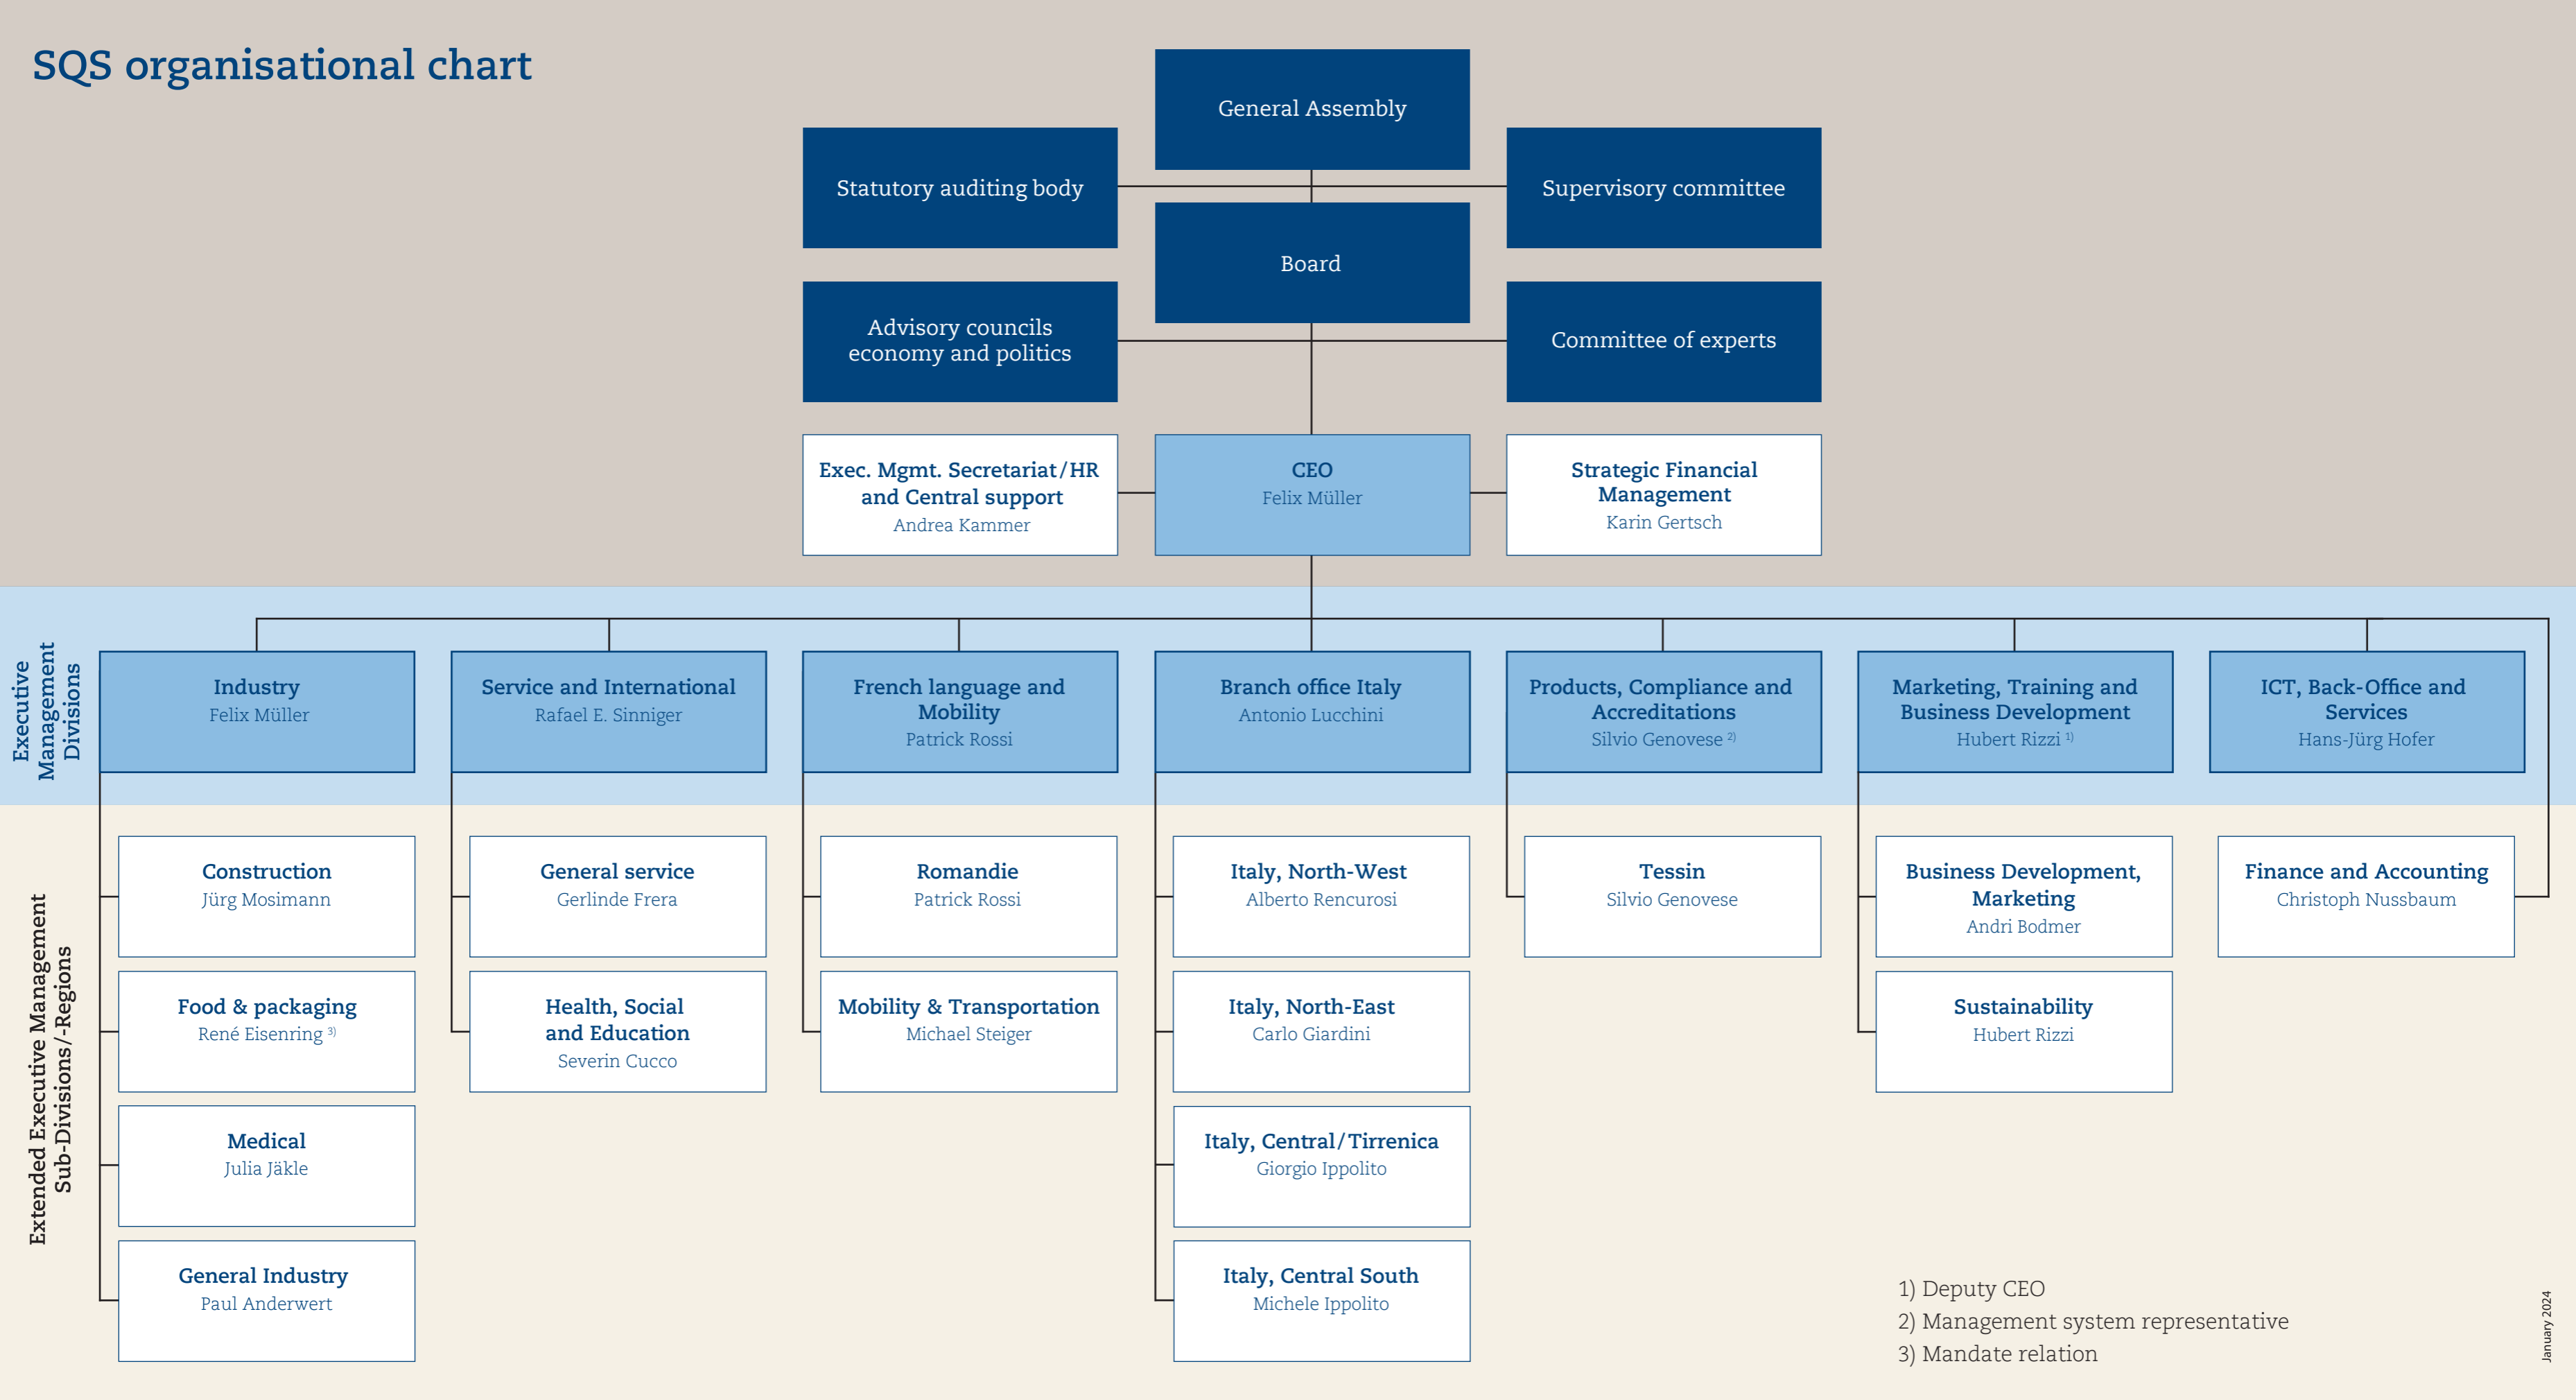 SQS organisational chart
General Assembly
Statutory auditing body
Supervisory committee
Board
Advisory councils
economy and politics
Committee of experts
Exec. Mgmt. Secretariat/HR
and Central support
Andrea Kammer
CEO
Felix Müller
Strategic Financial
Management
Karin Gertsch
Executive
Management
Divisions
Industry
Felix Müller
Service and International
Rafael E. Sinniger
French language and
Mobility
Patrick Rossi
Branch office Italy
Antonio Lucchini
Products, Compliance and
Accreditations
Silvio Genovese 2)
Marketing, Training and
Business Development
Hubert Rizzi 1)
ICT, Back-Office and
Services
Hans-Jürg Hofer
Extended Executive Management
Sub-Divisions/-Regions
Construction
Jürg Mosimann
Food & packaging
René Eisenring 3)
Medical
Julia Jäkle
General Industry
Paul Anderwert
General service
Gerlinde Frera
Health, Social
and Education
Severin Cucco
Romandie
Patrick Rossi
Mobility & Transportation
Michael Steiger
Italy, North-West
Alberto Rencurosi
Italy, North-East
Carlo Giardini
Italy, Central/Tirrenica
Giorgio Ippolito
Italy, Central South
Michele Ippolito
Tessin
Silvio Genovese
Business Development,
Marketing
Andri Bodmer
Sustainability
Hubert Rizzi
Finance and Accounting
Christoph Nussbaum
1) Deputy CEO
2) Management system representative
3) Mandate relation
January 2024